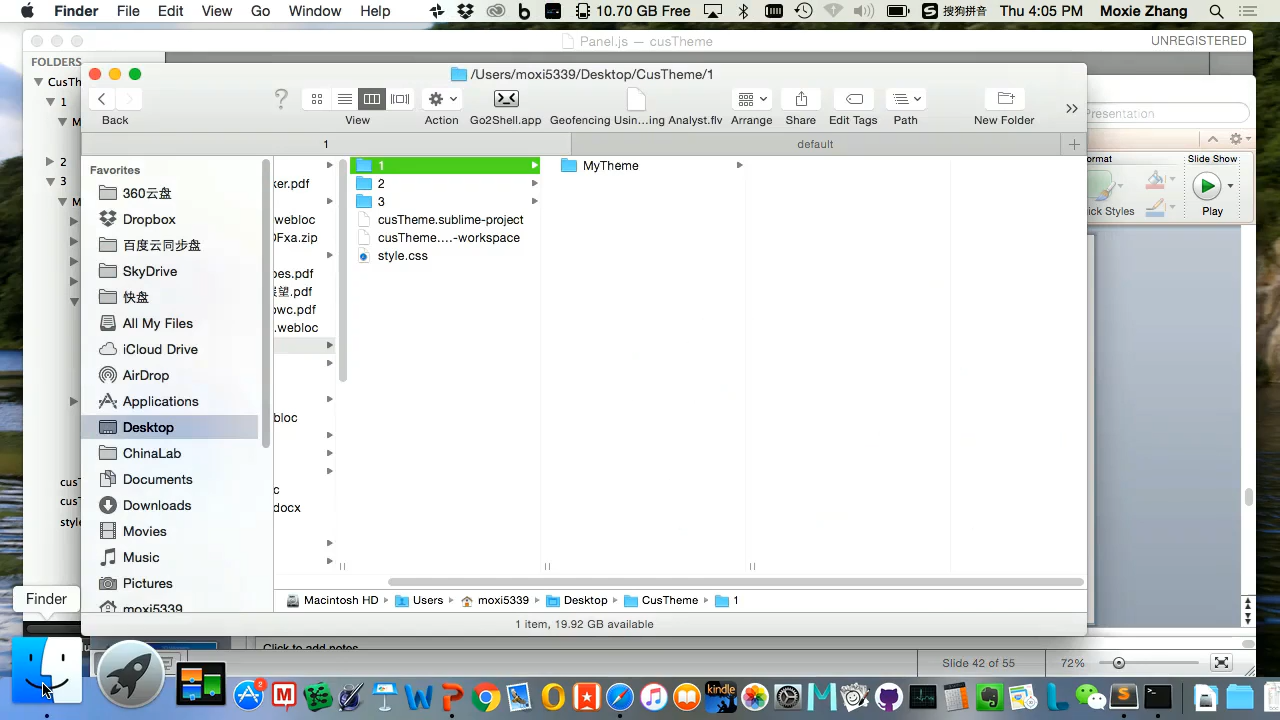 Finder File Edit View Go Window Help 10.70 GB Free 搜狗拼音 Thu 4:05 PM Moxie Zhang
Panel.js — cusTheme UNREGISTERED
FOLDERS
/Users/moxi5339/Desktop/CusTheme/1
Back View Action Go2Shell.app Geofencing Usin...ing Analyst.flv Arrange Share Edit Tags Path New Folder
Presentation
Slide Show
Play
1 default
Favorites
360云盘
Dropbox
百度云同步盘
SkyDrive
快盘
All My Files
iCloud Drive
AirDrop
Applications
Desktop
ChinaLab
Documents
Downloads
Movies
Music
Pictures
moxi5339
1
2
3
cusTheme.sublime-project
cusTheme....-workspace
style.css
MyTheme
Macintosh HD Users moxi5339 Desktop CusTheme 1
1 item, 19.92 GB available
Finder
Click to add notes
Slide 42 of 55 72%
2
kindle